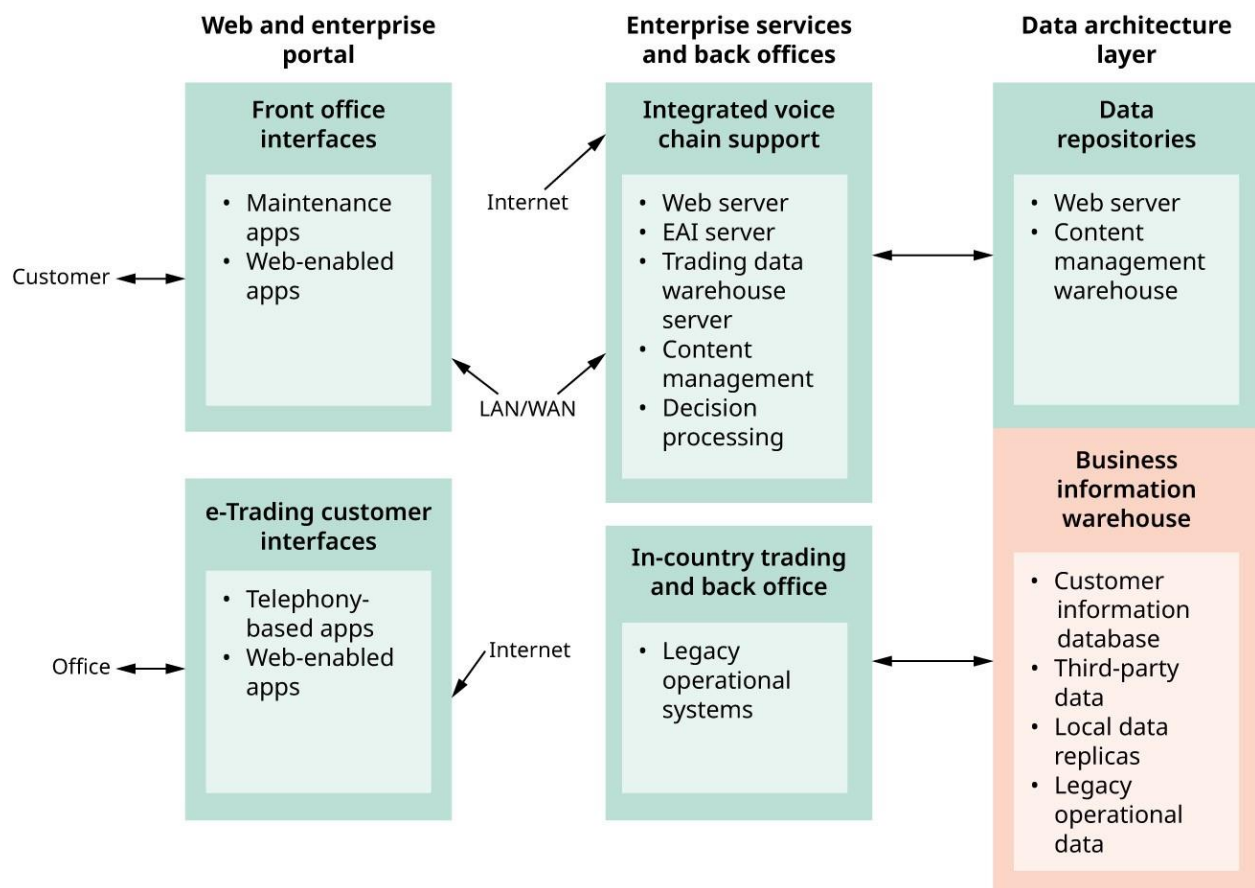 Web and enterprise
portal
Enterprise services
and back offices
Data architecture
layer
Front office
interfaces
• Maintenance
apps
• Web-enabled
apps
Customer
Internet
LAN/WAN
e-Trading customer
interfaces
• Telephony-
based apps
• Web-enabled
apps
Office
Internet
Integrated voice
chain support
• Web server
• EAI server
• Trading data
warehouse
server
• Content
management
• Decision
processing
In-country trading
and back office
• Legacy
operational
systems
Data
repositories
• Web server
• Content
management
warehouse
Business
information
warehouse
• Customer
information
database
• Third-party
data
• Local data
replicas
• Legacy
operational
data